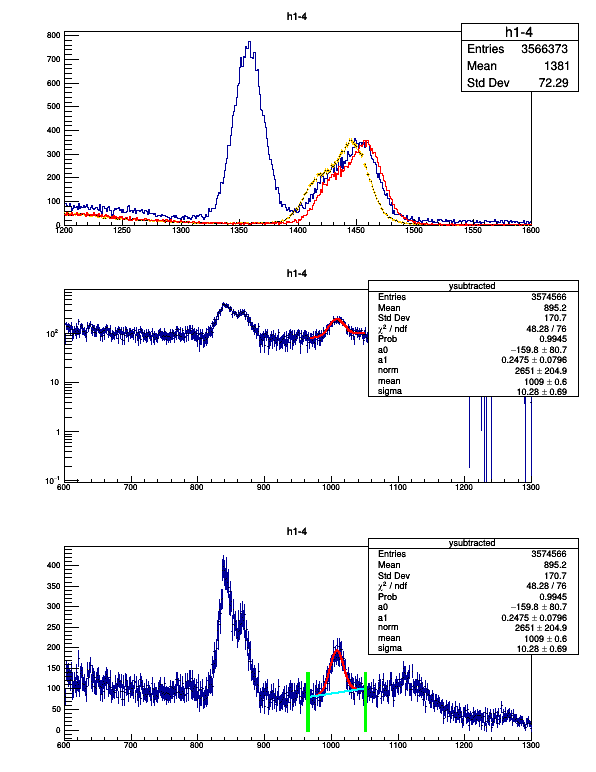 h1-4
h1-4
Entries 3566373
Mean 1381
Std Dev 72.29
800
700
600
500
400
300
200
100
0
1200 1250 1300 1350 1400 1450 1500 1550 1600
h1-4
ysubtracted
Entries 3574566
Mean 895.2
Std Dev 170.7
χ² / ndf 48.28 / 76
Prob 0.9945
a0 −159.8 ± 80.7
a1 0.2475 ± 0.0796
norm 2651 ± 204.9
mean 1009 ± 0.6
sigma 10.28 ± 0.69
10²
10
1
10⁻¹
600 700 800 900 1000 1100 1200 1300
h1-4
ysubtracted
Entries 3574566
Mean 895.2
Std Dev 170.7
χ² / ndf 48.28 / 76
Prob 0.9945
a0 −159.8 ± 80.7
a1 0.2475 ± 0.0796
norm 2651 ± 204.9
mean 1009 ± 0.6
sigma 10.28 ± 0.69
400
350
300
250
200
150
100
50
0
600 700 800 900 1000 1100 1200 1300